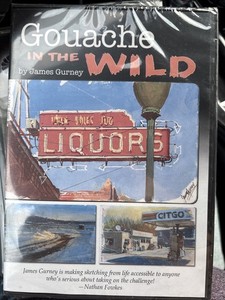 Gouache
IN THE WILD
by James Gurney
LIQUORS
CITGO
James Gurney is making sketching from life accessible to anyone
who's serious about taking on the challenge!
—Nathan Fowkes